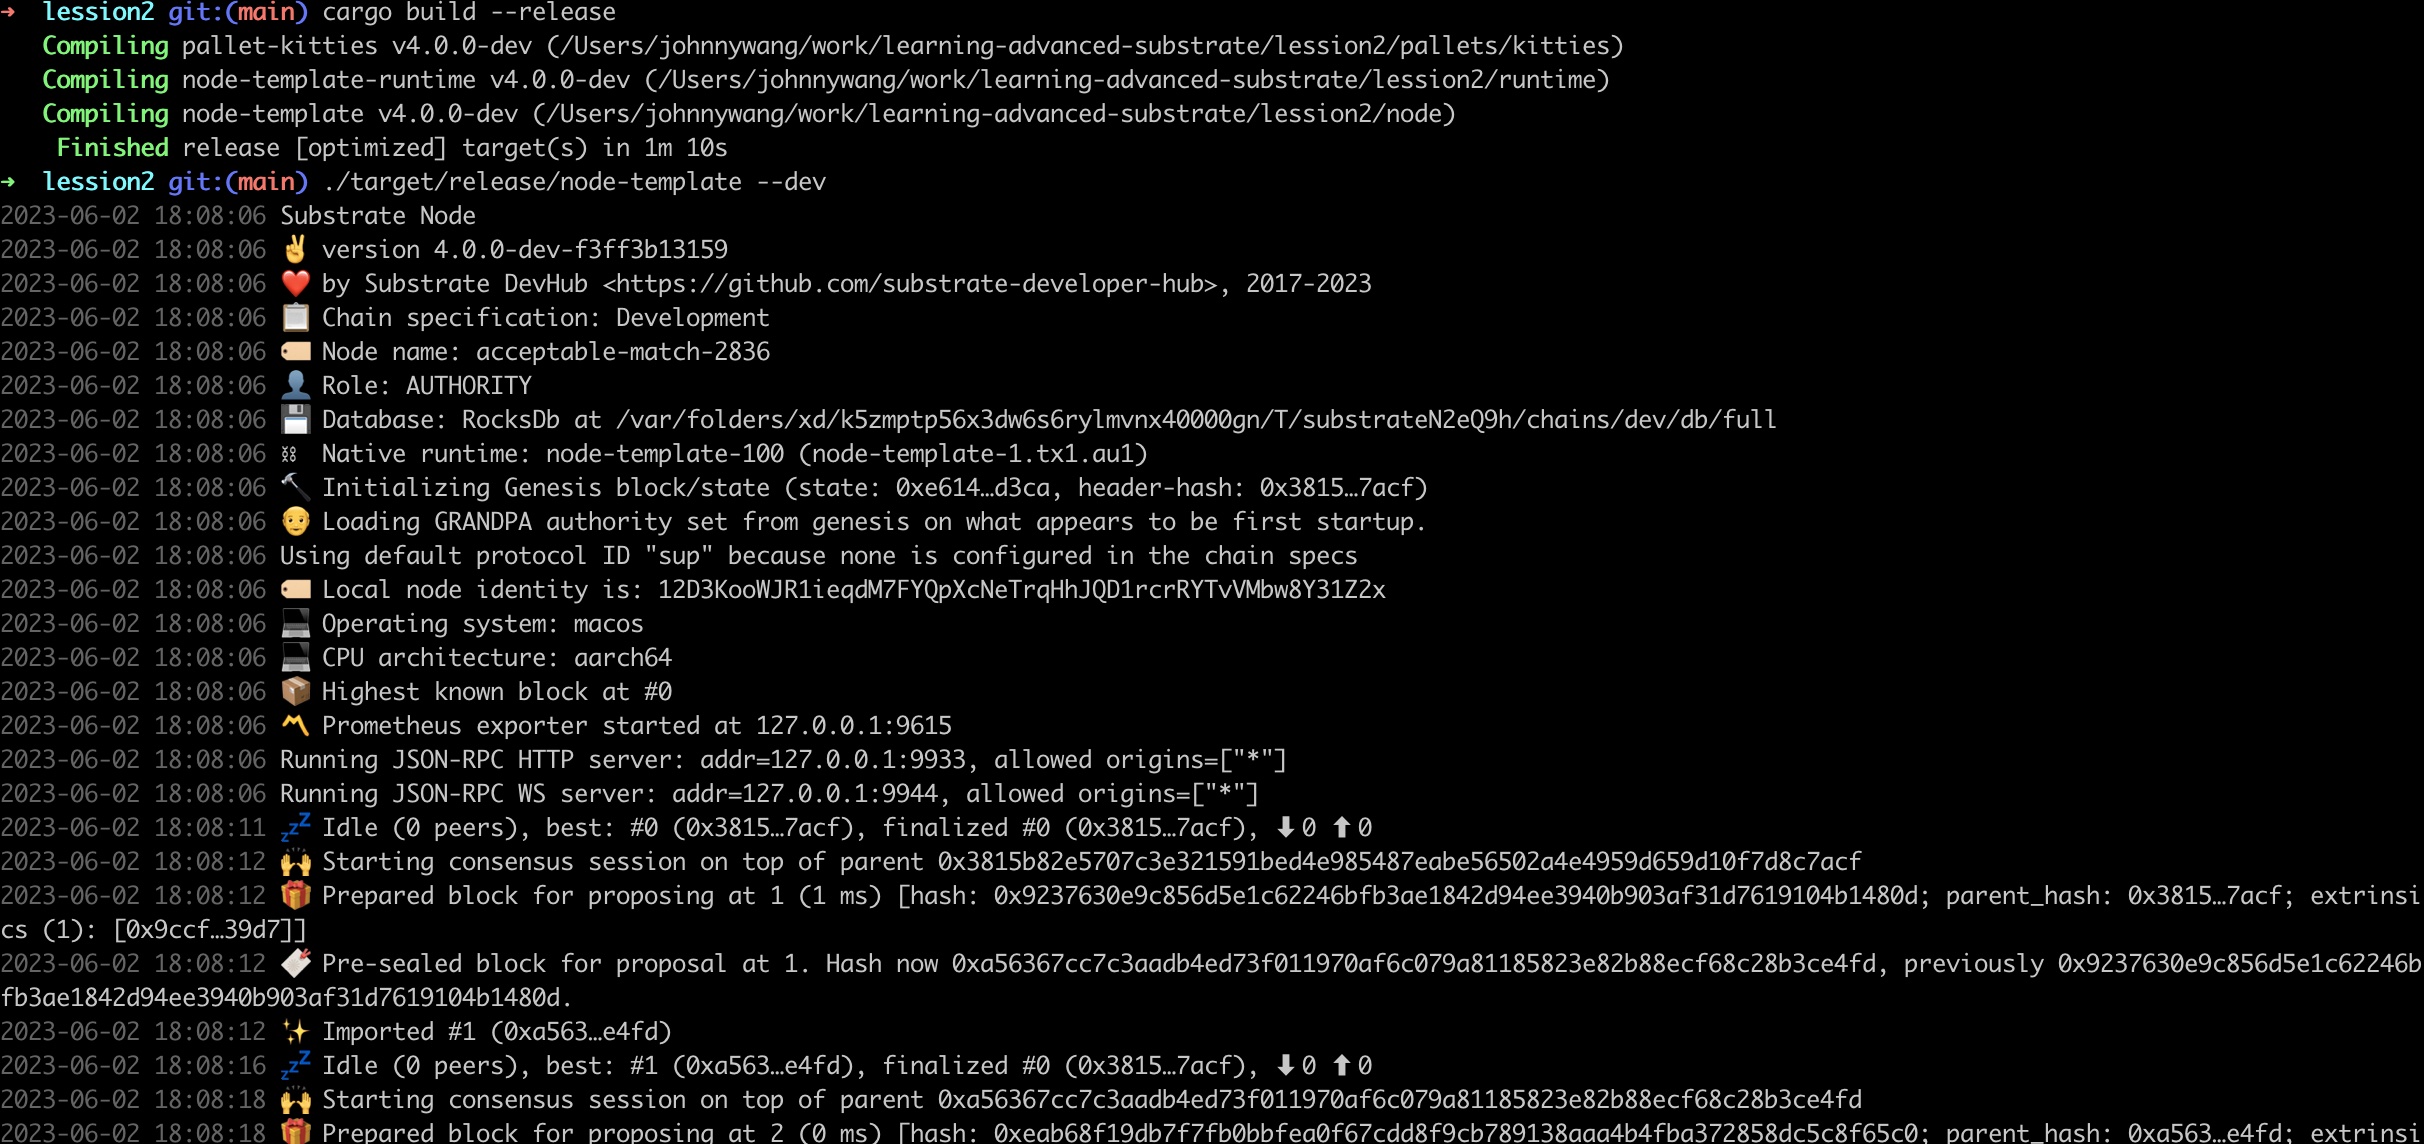 ➜  lession2 git:(main) cargo build --release
   Compiling pallet-kitties v4.0.0-dev (/Users/johnnywang/work/learning-advanced-substrate/lession2/pallets/kitties)
   Compiling node-template-runtime v4.0.0-dev (/Users/johnnywang/work/learning-advanced-substrate/lession2/runtime)
   Compiling node-template v4.0.0-dev (/Users/johnnywang/work/learning-advanced-substrate/lession2/node)
    Finished release [optimized] target(s) in 1m 10s
➜  lession2 git:(main) ./target/release/node-template --dev
2023-06-02 18:08:06 Substrate Node
2023-06-02 18:08:06 ✌️ version 4.0.0-dev-f3ff3b13159
2023-06-02 18:08:06 ❤️ by Substrate DevHub <https://github.com/substrate-developer-hub>, 2017-2023
2023-06-02 18:08:06 📋 Chain specification: Development
2023-06-02 18:08:06 🏷 Node name: acceptable-match-2836
2023-06-02 18:08:06 👤 Role: AUTHORITY
2023-06-02 18:08:06 💾 Database: RocksDb at /var/folders/xd/k5zmptp56x3dw6s6rylmvnx40000gn/T/substrateN2eQ9h/chains/dev/db/full
2023-06-02 18:08:06 ⛓ Native runtime: node-template-100 (node-template-1.tx1.au1)
2023-06-02 18:08:06 🔨 Initializing Genesis block/state (state: 0xe614…d3ca, header-hash: 0x3815…7acf)
2023-06-02 18:08:06 👴 Loading GRANDPA authority set from genesis on what appears to be first startup.
2023-06-02 18:08:06 Using default protocol ID "sup" because none is configured in the chain specs
2023-06-02 18:08:06 🏷 Local node identity is: 12D3KooWJR1ieqdM7FYQpXcNeTrqHhJQD1rcrRYTvVMbw8Y31Z2x
2023-06-02 18:08:06 💻 Operating system: macos
2023-06-02 18:08:06 💻 CPU architecture: aarch64
2023-06-02 18:08:06 📦 Highest known block at #0
2023-06-02 18:08:06 〽️ Prometheus exporter started at 127.0.0.1:9615
2023-06-02 18:08:06 Running JSON-RPC HTTP server: addr=127.0.0.1:9933, allowed origins=["*"]
2023-06-02 18:08:06 Running JSON-RPC WS server: addr=127.0.0.1:9944, allowed origins=["*"]
2023-06-02 18:08:11 💤 Idle (0 peers), best: #0 (0x3815…7acf), finalized #0 (0x3815…7acf), ⬇ 0 ⬆ 0
2023-06-02 18:08:12 🙌 Starting consensus session on top of parent 0x3815b82e5707c3e321591bed4e985487eabe56502a4e4959d659d10f7d8c7acf
2023-06-02 18:08:12 🎁 Prepared block for proposing at 1 (1 ms) [hash: 0x9237630e9c856d5e1c62246bfb3ae1842d94ee3940b903af31d7619104b1480d; parent_hash: 0x3815…7acf; extrinsi
cs (1): [0x9ccf…39d7]]
2023-06-02 18:08:12 🔖 Pre-sealed block for proposal at 1. Hash now 0xa56367cc7c3aadb4ed73f011970af6c079a81185823e82b88ecf68c28b3ce4fd, previously 0x9237630e9c856d5e1c62246b
fb3ae1842d94ee3940b903af31d7619104b1480d.
2023-06-02 18:08:12 ✨ Imported #1 (0xa563…e4fd)
2023-06-02 18:08:16 💤 Idle (0 peers), best: #1 (0xa563…e4fd), finalized #0 (0x3815…7acf), ⬇ 0 ⬆ 0
2023-06-02 18:08:18 🙌 Starting consensus session on top of parent 0xa56367cc7c3aadb4ed73f011970af6c079a81185823e82b88ecf68c28b3ce4fd
2023-06-02 18:08:18 🎁 Prepared block for proposing at 2 (0 ms) [hash: 0xeab68f19db7f7fb0bbfea0f67cdd8f9cb789138aaa4b4fba372858dc5c8f65c0; parent_hash: 0xa563…e4fd; extrinsi